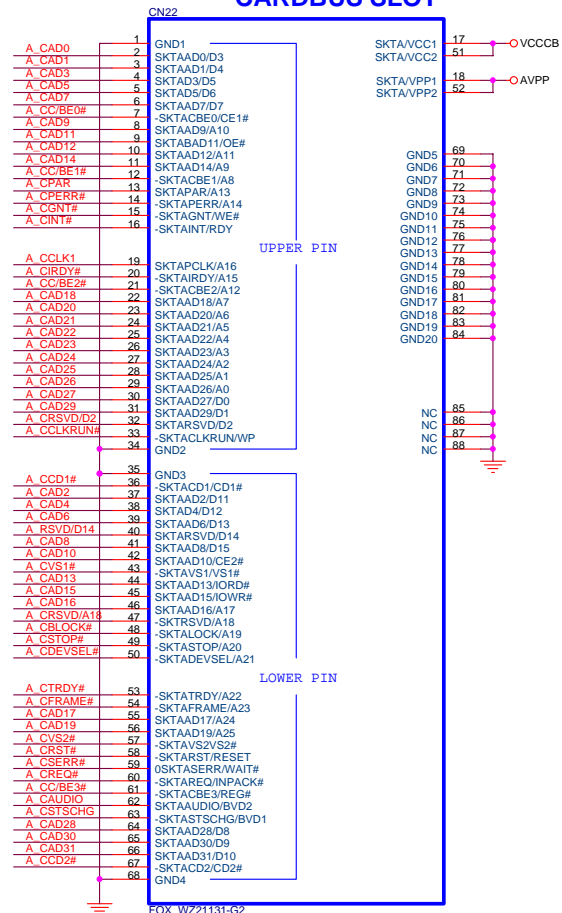 CARDBUS SLOT
CN22
1 GND1
A_CAD0 2 SKTAAD0/D3
A_CAD1 3 SKTAAD1/D4
A_CAD3 4 SKTAD3/D5
A_CAD5 5 SKTAD5/D6
A_CAD7 6 SKTAAD7/D7
A_CC/BE0# 7 -SKTACBE0/CE1#
A_CAD9 8 SKTAAD9/A10
A_CAD11 9 SKTABAD11/OE#
A_CAD12 10 SKTAAD12/A11
A_CAD14 11 SKTAAD14/A9
A_CC/BE1# 12 -SKTACBE1/A8
A_CPAR 13 SKTAPAR/A13
A_CPERR# 14 -SKTAPERR/A14
A_CGNT# 15 -SKTAGNT/WE#
A_CINT# 16 -SKTAINT/RDY
UPPER PIN
A_CCLK1 19 SKTAPCLK/A16
A_CIRDY# 20 -SKTAIRDY/A15
A_CC/BE2# 21 -SKTACBE2/A12
A_CAD18 22 SKTAAD18/A7
A_CAD20 23 SKTAAD20/A6
A_CAD21 24 SKTAAD21/A5
A_CAD22 25 SKTAAD22/A4
A_CAD23 26 SKTAAD23/A3
A_CAD24 27 SKTAAD24/A2
A_CAD25 28 SKTAAD25/A1
A_CAD26 29 SKTAAD26/A0
A_CAD27 30 SKTAAD27/D0
A_CAD29 31 SKTAAD29/D1
A_CRSVD/D2 32 SKTARSVD/D2
A_CCLKRUN# 33 -SKTACLKRUN/WP
34 GND2
35 GND3
A_CCD1# 36 -SKTACD1/CD1#
A_CAD2 37 SKTAAD2/D11
A_CAD4 38 SKTAD4/D12
A_CAD6 39 SKTAAD6/D13
A_RSVD/D14 40 SKTARSVD/D14
A_CAD8 41 SKTAAD8/D15
A_CAD10 42 SKTAAD10/CE2#
A_CVS1# 43 -SKTAVS1/VS1#
A_CAD13 44 SKTAAD13/IORD#
A_CAD15 45 SKTAAD15/IOWR#
A_CAD16 46 SKTAAD16/A17
A_CRSVD/A18 47 -SKTRSVD/A18
A_CBLOCK# 48 -SKTALOCK/A19
A_CSTOP# 49 -SKTASTOP/A20
A_CDEVSEL# 50 -SKTADEVSEL/A21
LOWER PIN
A_CTRDY# 53 -SKTATRDY/A22
A_CFRAME# 54 -SKTAFRAME/A23
A_CAD17 55 SKTAAD17/A24
A_CAD19 56 SKTAAD19/A25
A_CVS2# 57 -SKTAVS2VS2#
A_CRST# 58 -SKTARST/RESET
A_CSERR# 59 0SKTASERR/WAIT#
A_CREQ# 60 -SKTAREQ/INPACK#
A_CC/BE3# 61 -SKTACBE3/REG#
A_CAUDIO 62 SKTAAUDIO/BVD2
A_CSTSCHG 63 -SKTASTSCHG/BVD1
A_CAD28 64 SKTAAD28/D8
A_CAD30 65 SKTAAD30/D9
A_CAD31 66 SKTAAD31/D10
A_CCD2# 67 -SKTACD2/CD2#
68 GND4
SKTA/VCC1 17 VCCCB
SKTA/VCC2 51
SKTA/VPP1 18 AVPP
SKTA/VPP2 52
GND5 69
GND6 70
GND7 71
GND8 72
GND9 73
GND10 74
GND11 75
GND12 76
GND13 77
GND14 78
GND15 79
GND16 80
GND17 81
GND18 82
GND19 83
GND20 84
NC 85
NC 86
NC 87
NC 88
FOX_WZ21131-G2